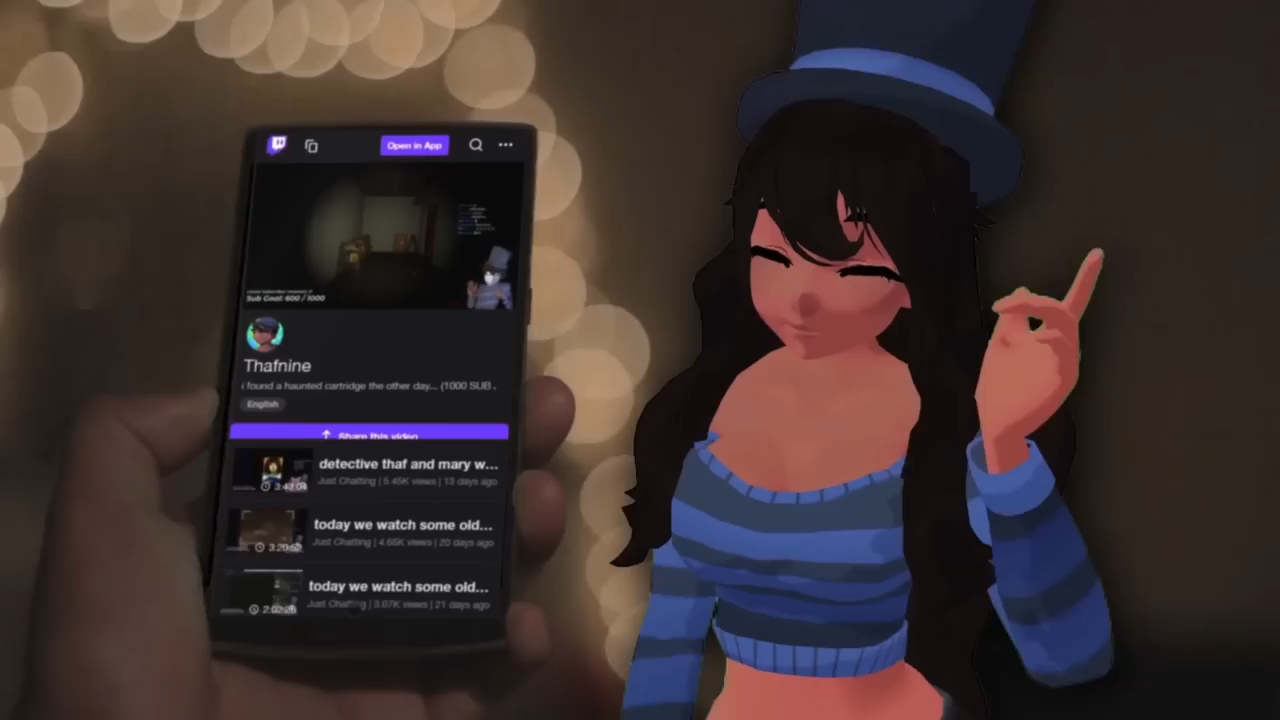 Open in App
Sub Goal: 600 / 1000
Thafnine
i found a haunted cartridge the other day... (1000 SUB .
English
Share this video
detective thaf and mary w...
Just Chatting | 5.45K views | 13 days ago
3:43:04
today we watch some old...
Just Chatting | 4.65K views | 20 days ago
3:20:52
today we watch some old...
Just Chatting | 3.07K views | 21 days ago